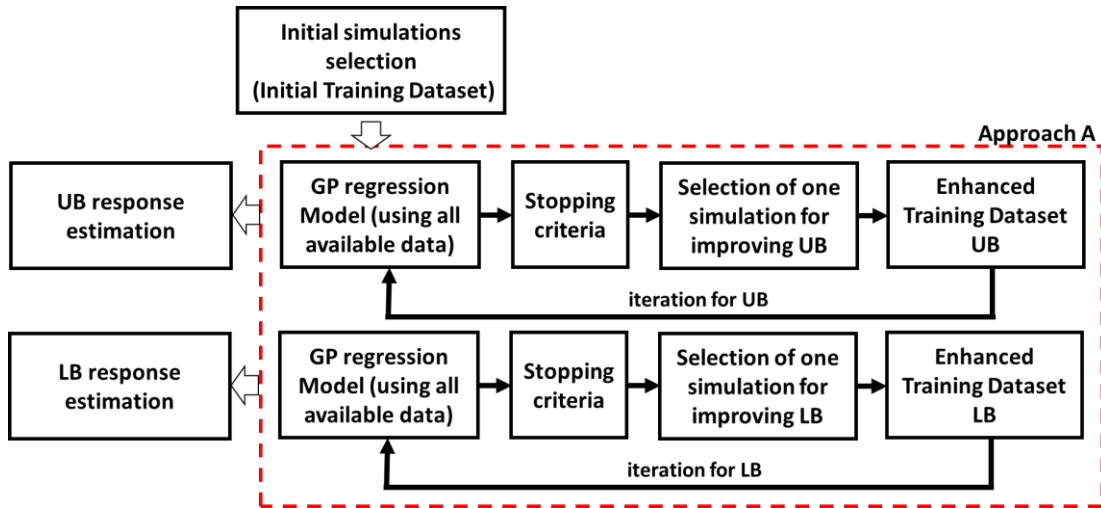 Initial simulations
selection
(Initial Training Dataset)
Approach A
UB response
estimation
GP regression
Model (using all
available data)
Stopping
criteria
Selection of one
simulation for
improving UB
Enhanced
Training Dataset
UB
iteration for UB
LB response
estimation
GP regression
Model (using all
available data)
Stopping
criteria
Selection of one
simulation for
improving LB
Enhanced
Training Dataset
LB
iteration for LB